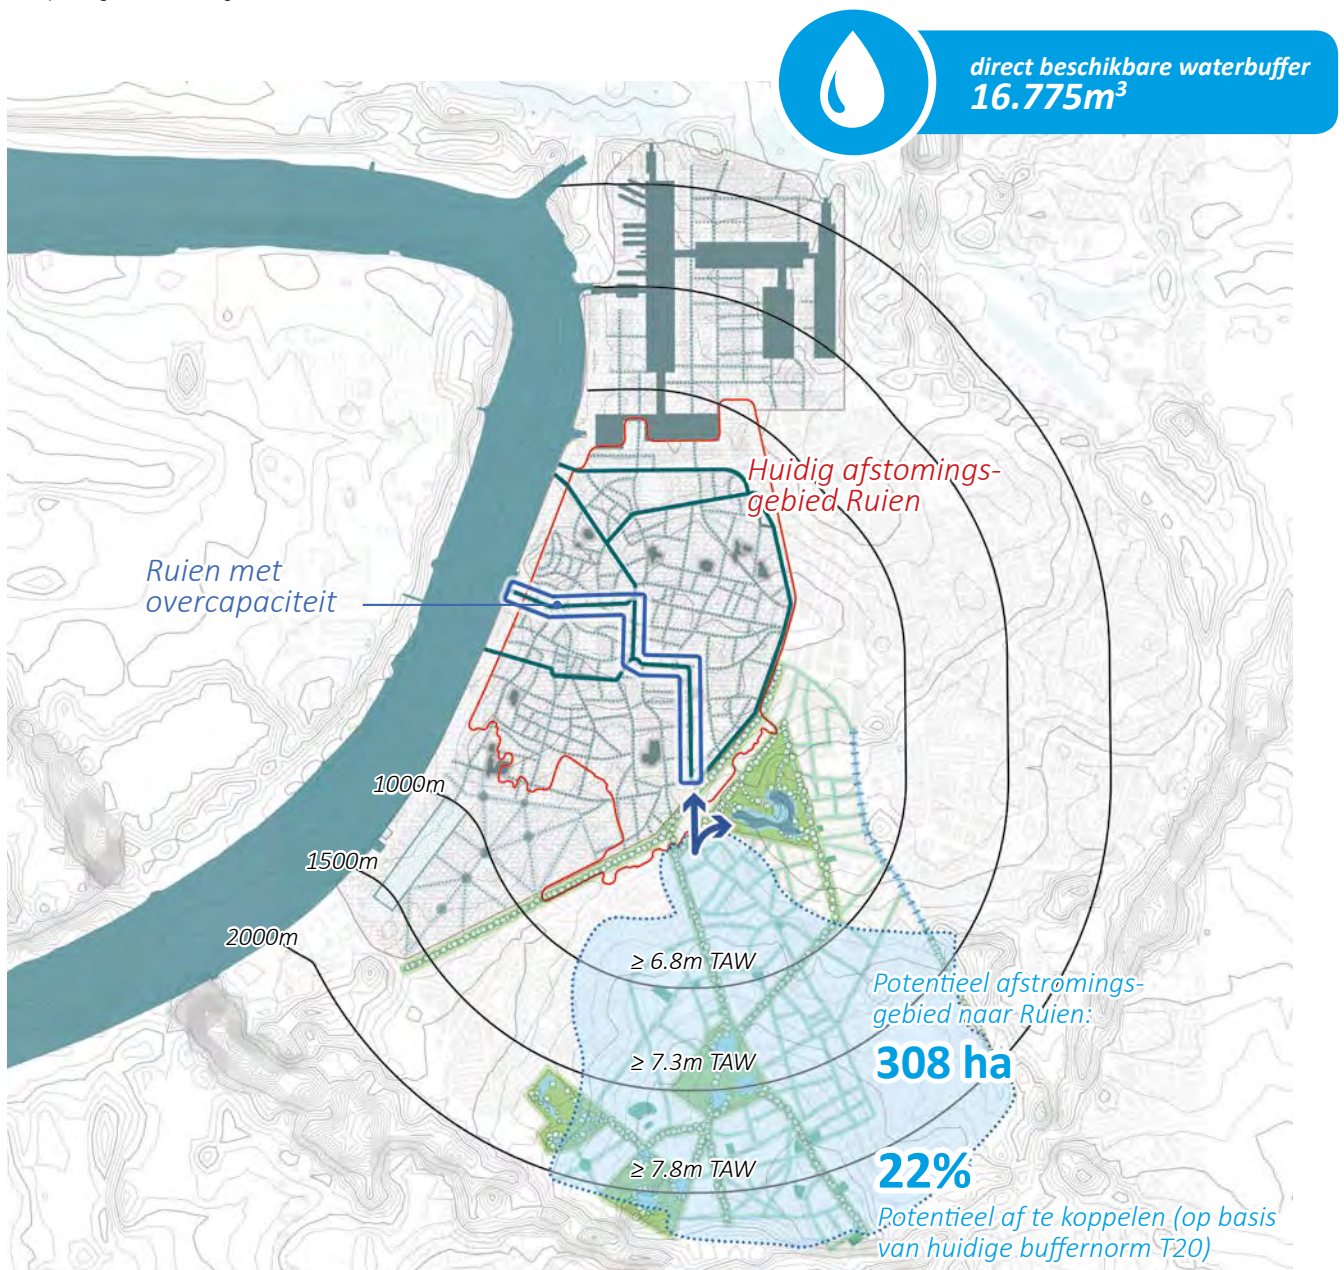 direct beschikbare waterbuffer
16.775m³
Huidig afstomings-
gebied Ruien
Ruien met
overcapaciteit
1000m
1500m
2000m
≥ 6.8m TAW
Potentieel afstromings-
gebied naar Ruien:
308 ha
≥ 7.3m TAW
≥ 7.8m TAW
22%
Potentieel af te koppelen (op basis
van huidige buffernorm T20)